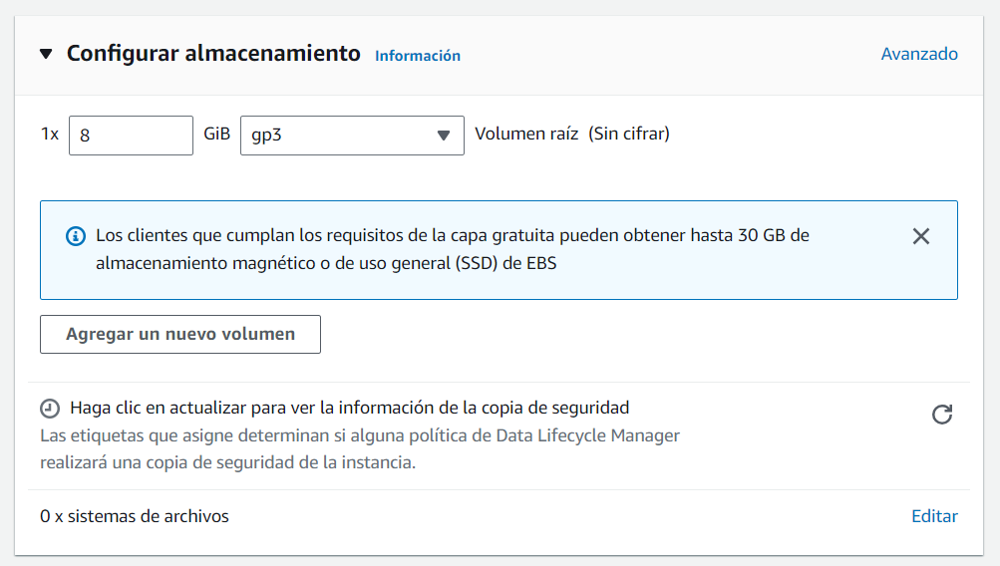 Configurar almacenamiento Información Avanzado
1x 8 GiB gp3 Volumen raíz (Sin cifrar)
Los clientes que cumplan los requisitos de la capa gratuita pueden obtener hasta 30 GB de
almacenamiento magnético o de uso general (SSD) de EBS
Agregar un nuevo volumen
Haga clic en actualizar para ver la información de la copia de seguridad
Las etiquetas que asigne determinan si alguna política de Data Lifecycle Manager
realizará una copia de seguridad de la instancia.
0 x sistemas de archivos Editar